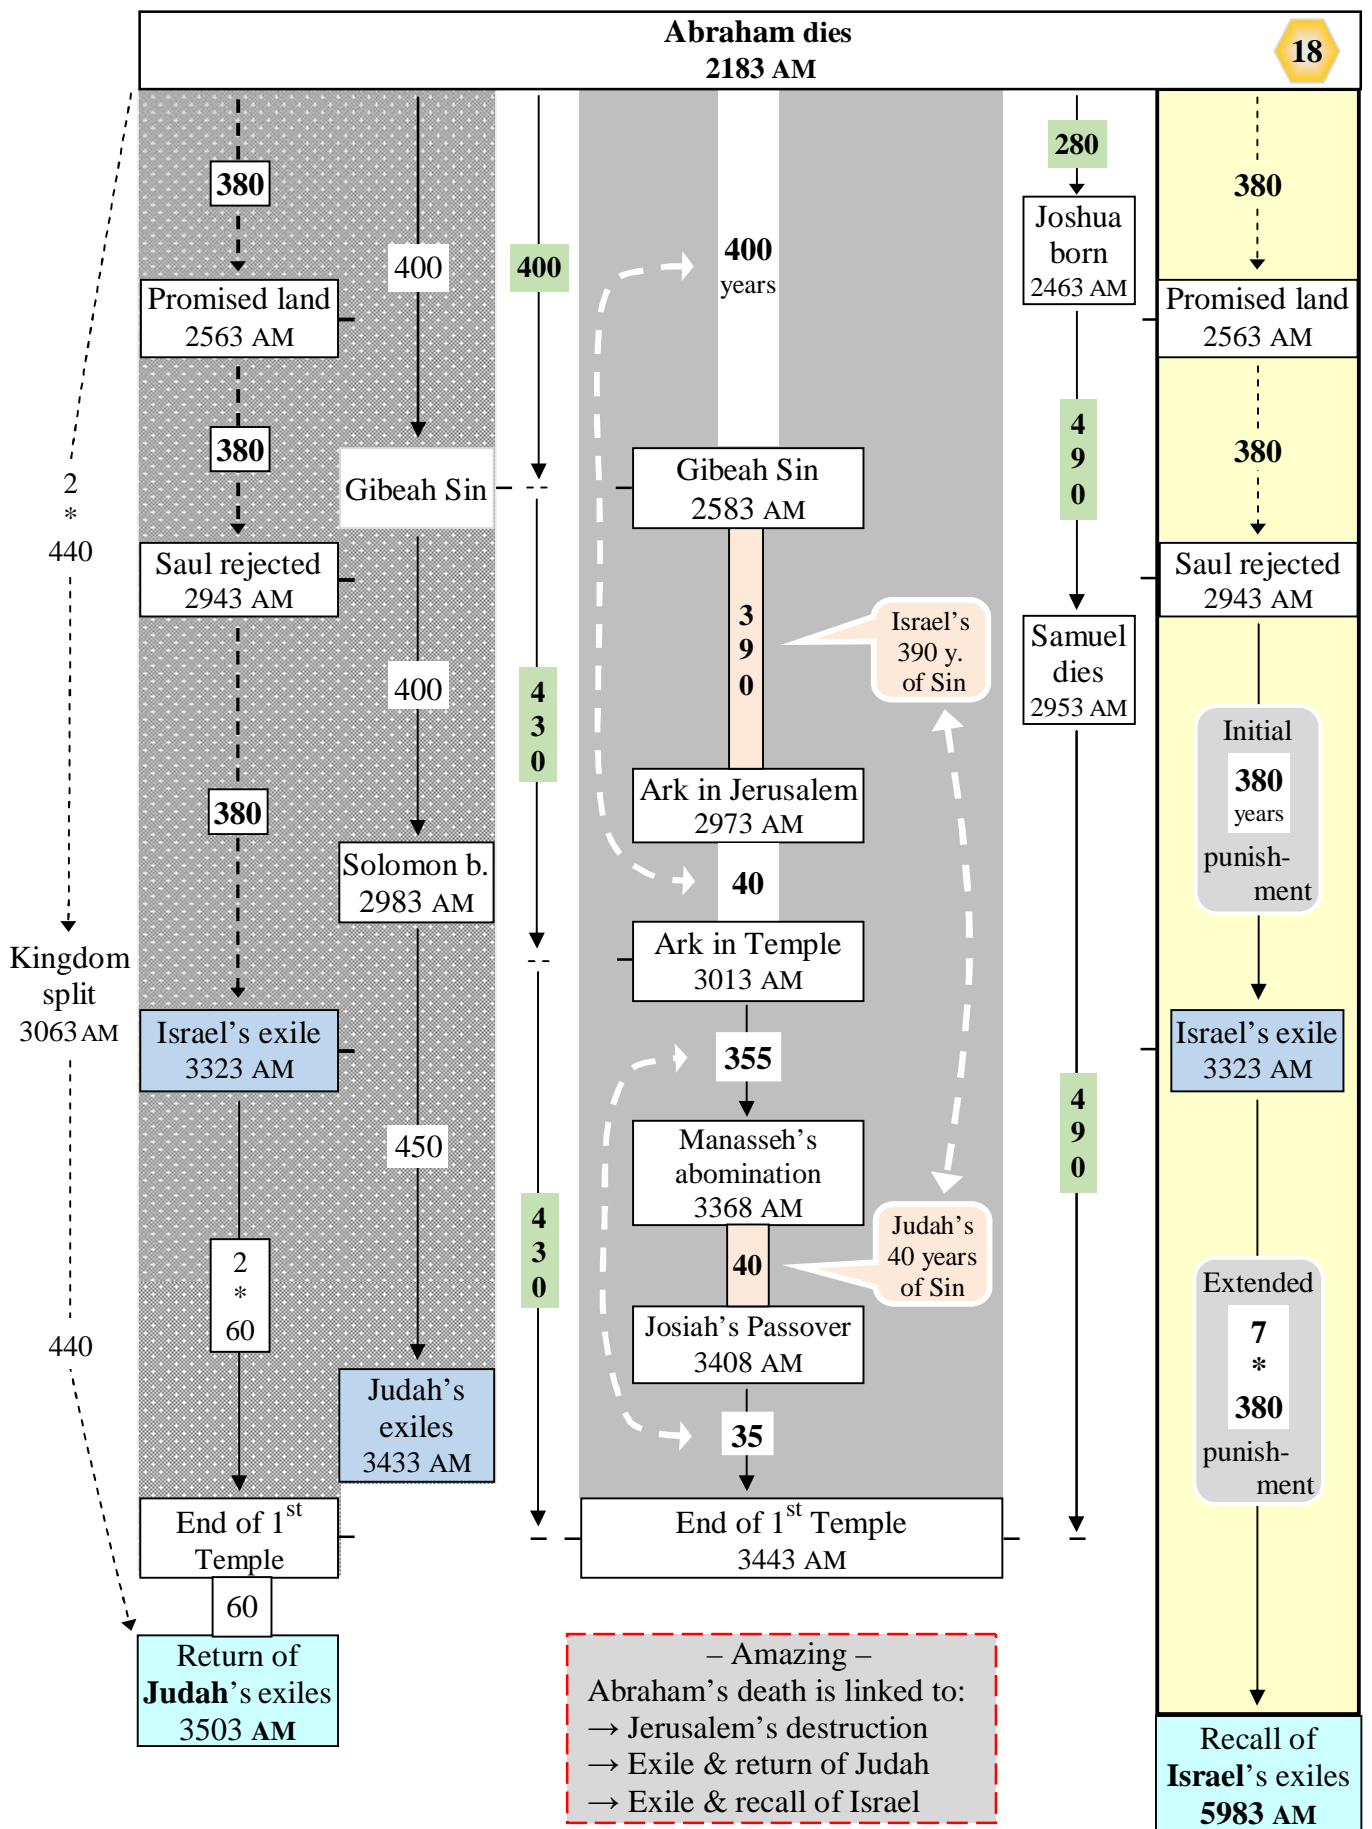 Abraham dies
2183 AM
18
380
Promised land
2563 AM
380
Saul rejected
2943 AM
380
Israel's exile
3323 AM
2
*
60
End of 1st
Temple
60
Return of
Judah's exiles
3503 AM
2
*
440
Kingdom
split
3063 AM
440
400
Gibeah Sin
400
Solomon b.
2983 AM
450
Judah's
exiles
3433 AM
400
4
3
0
4
3
0
400
years
Gibeah Sin
2583 AM
3
9
0
Israel's
390 y.
of Sin
Ark in Jerusalem
2973 AM
40
Ark in Temple
3013 AM
355
Manasseh's
abomination
3368 AM
40
Judah's
40 years
of Sin
Josiah's Passover
3408 AM
35
End of 1st Temple
3443 AM
280
Joshua
born
2463 AM
4
9
0
Samuel
dies
2953 AM
4
9
0
380
Promised land
2563 AM
380
Saul rejected
2943 AM
Initial
380
years
punish-
ment
Israel's exile
3323 AM
Extended
7
*
380
punish-
ment
Recall of
Israel's exiles
5983 AM
– Amazing –
Abraham's death is linked to:
→ Jerusalem's destruction
→ Exile & return of Judah
→ Exile & recall of Israel